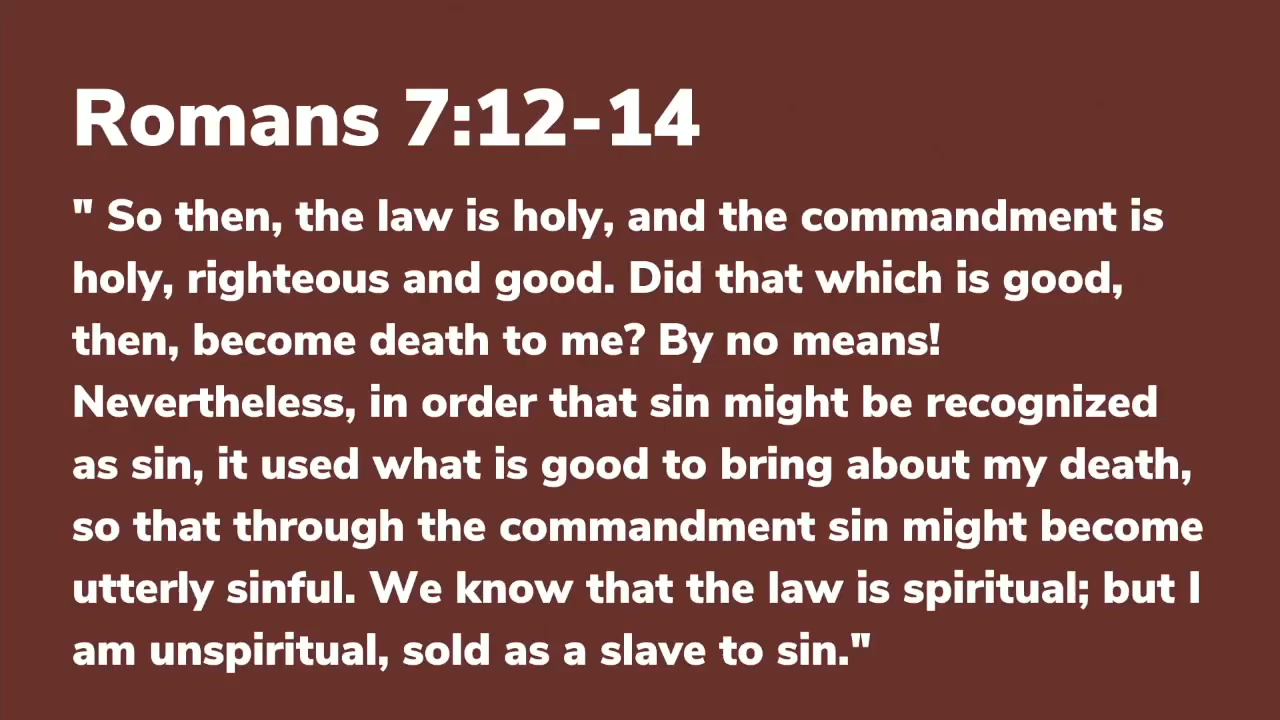 Romans 7:12-14
" So then, the law is holy, and the commandment is
holy, righteous and good. Did that which is good,
then, become death to me? By no means!
Nevertheless, in order that sin might be recognized
as sin, it used what is good to bring about my death,
so that through the commandment sin might become
utterly sinful. We know that the law is spiritual; but I
am unspiritual, sold as a slave to sin."